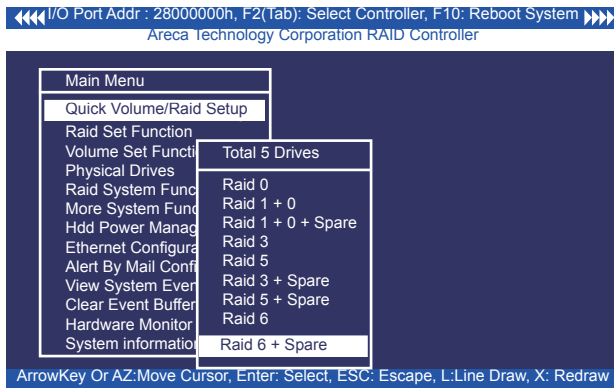 I/O Port Addr : 28000000h, F2(Tab): Select Controller, F10: Reboot System
Areca Technology Corporation RAID Controller
Main Menu
Quick Volume/Raid Setup
Raid Set Function
Volume Set Functi
Physical Drives
Raid System Func
More System Func
Hdd Power Manag
Ethernet Configura
Alert By Mail Confi
View System Even
Clear Event Buffer
Hardware Monitor
System information
Total 5 Drives
Raid 0
Raid 1 + 0
Raid 1 + 0 + Spare
Raid 3
Raid 5
Raid 3 + Spare
Raid 5 + Spare
Raid 6
Raid 6 + Spare
ArrowKey Or AZ:Move Cursor, Enter: Select, ESC: Escape, L:Line Draw, X: Redraw